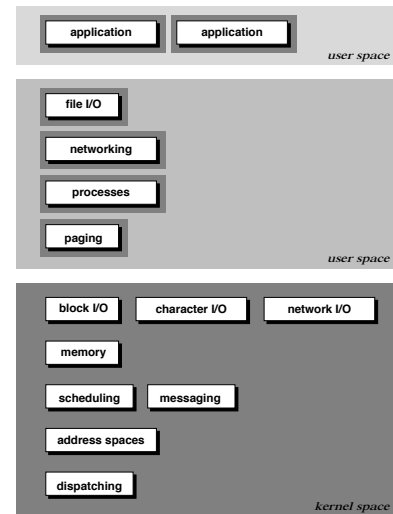 application application
user space
file I/O
networking
processes
paging
user space
block I/O character I/O network I/O
memory
scheduling messaging
address spaces
dispatching
kernel space